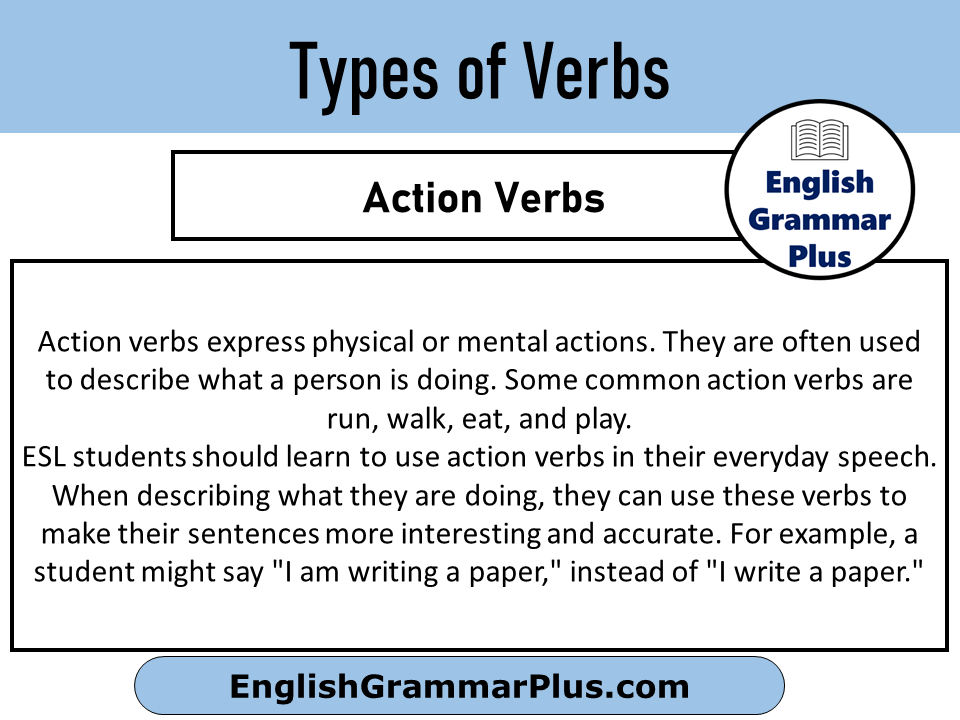 Types of Verbs
Action Verbs
English
Grammar
Plus
Action verbs express physical or mental actions. They are often used
to describe what a person is doing. Some common action verbs are
run, walk, eat, and play.
ESL students should learn to use action verbs in their everyday speech.
When describing what they are doing, they can use these verbs to
make their sentences more interesting and accurate. For example, a
student might say "I am writing a paper," instead of "I write a paper."
EnglishGrammarPlus.com